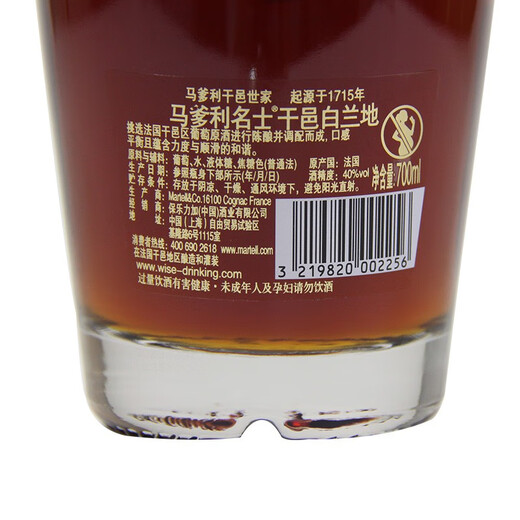 马爹利干邑世家 起源于1715年
马爹利名士®干邑白兰地
挑选法国干邑区葡萄原酒进行陈酿并调配而成,口感
平衡且蕴含力度与顺滑的和谐。
原料与辅料:葡萄、水、液体糖、焦糖色(普通法) 原产国:法国
生产日期:参照瓶身下部所示(年/月/日) 酒精度:40%vol
贮存条件:存放于阴凉、干燥、通风环境下,避免阳光直射。
净含量:700ml
生产商:Martell&Co.16100 Cognac France
经销商:保乐力加(中国)酒业有限公司
中国(上海)自由贸易试验区
基隆路6号1115室
消费者热线:400 690 2618 www.martell.com
在法国干邑地区酿造和灌装
www.wise-drinking.com
过量饮酒有害健康·未成年人及孕妇请勿饮酒
3 219820 002256